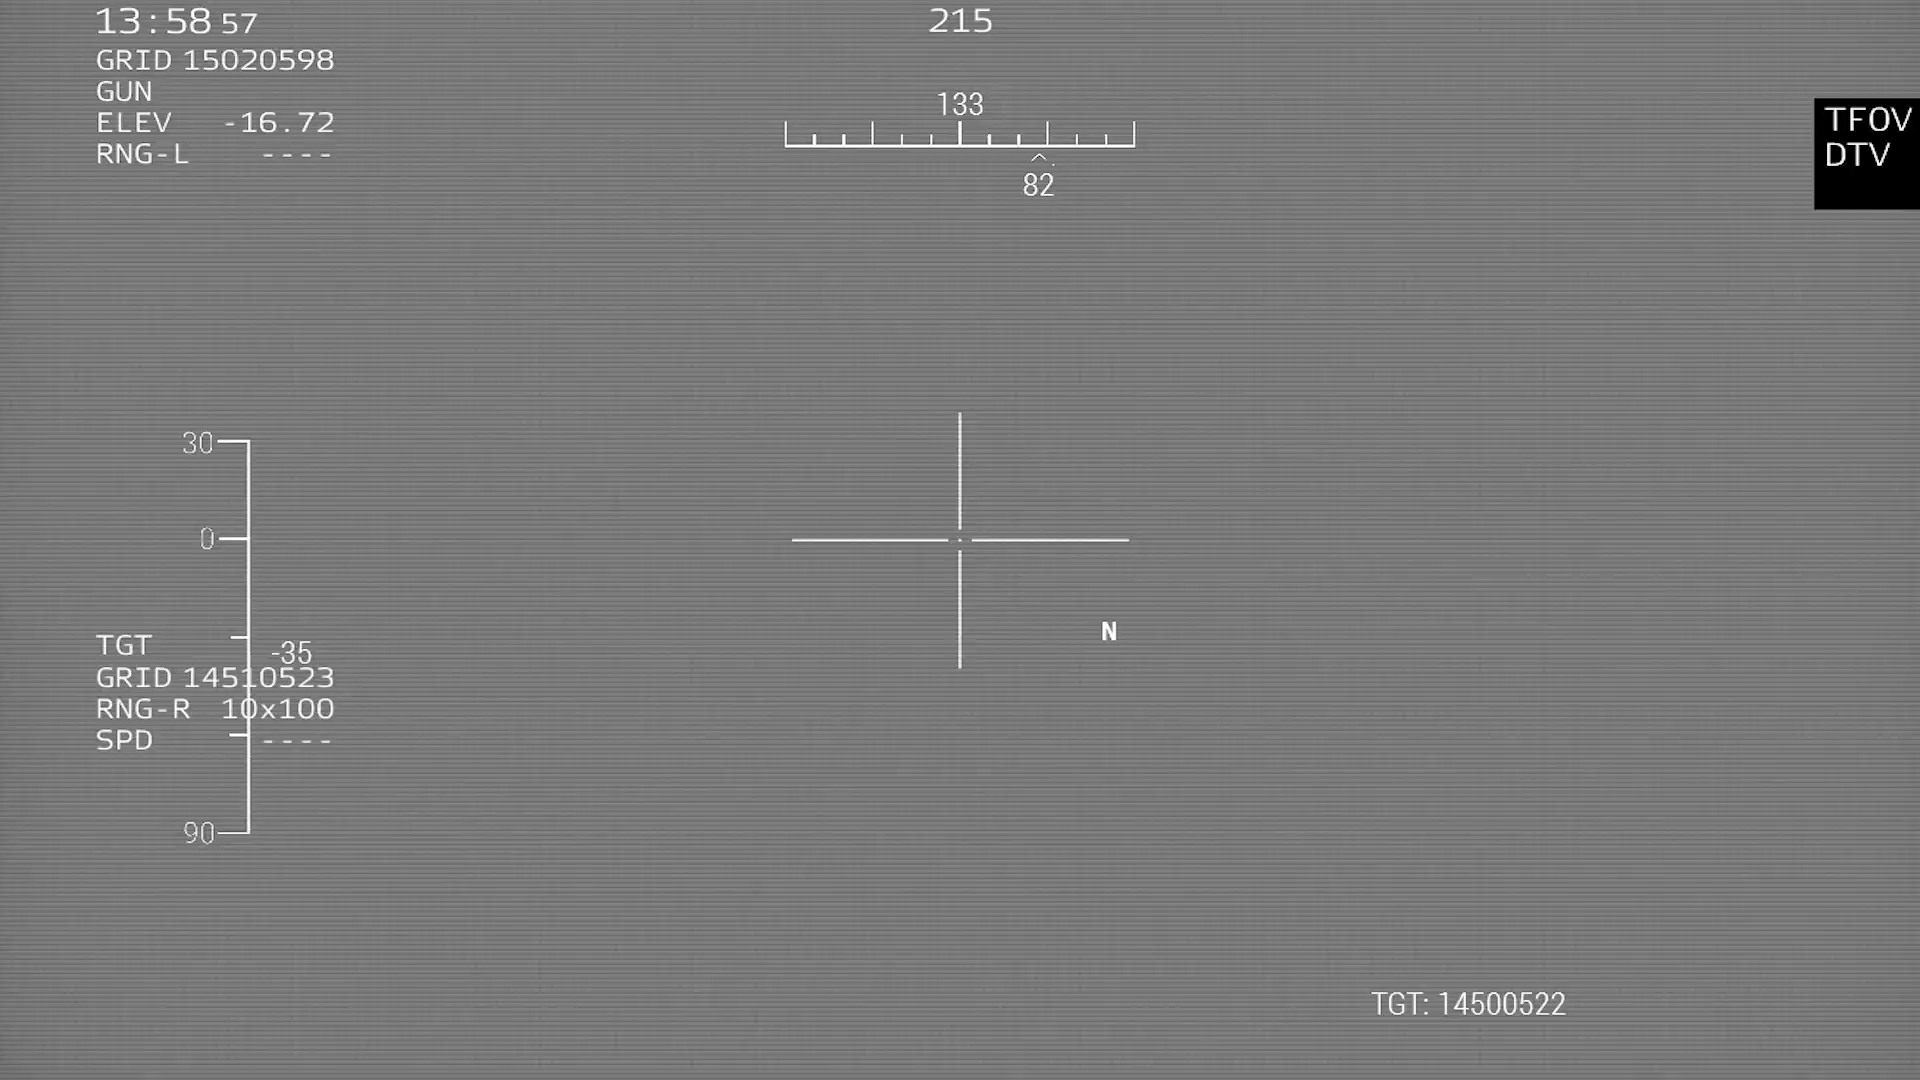 13:58 57
GRID 15020598
GUN
ELEV -16.72
RNG-L ----
215
133
82
TFOV
DTV
30
0
-35
90
TGT
GRID 14510523
RNG-R 10x100
SPD ----
N
TGT: 14500522